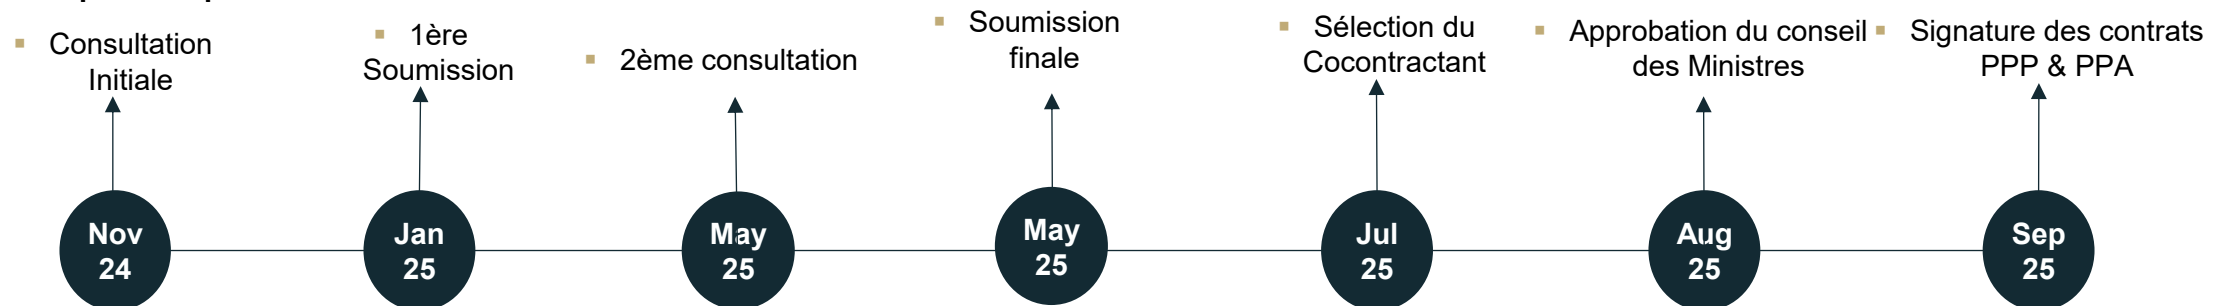 Consultation
Initiale
1ère
Soumission
2ème consultation
Soumission
finale
Sélection du
Cocontractant
Approbation du conseil
des Ministres
Signature des contrats
PPP & PPA
Nov
24
Jan
25
May
25
May
25
Jul
25
Aug
25
Sep
25